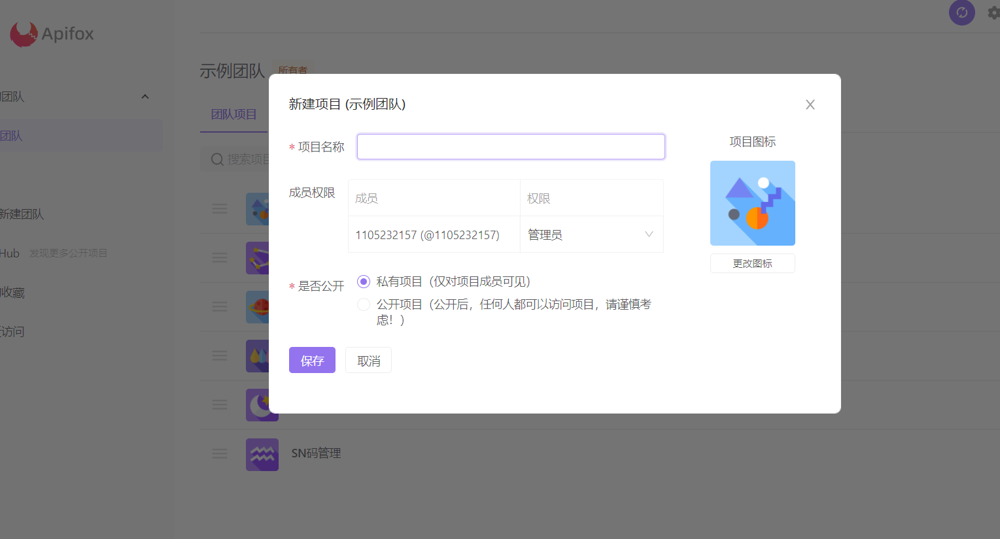 Apifox
示例团队
所有者
团队
团队项目
团队
搜索项目
新建团队
Hub 发现更多公开项目
收藏
访问
SN码管理
新建项目 (示例团队)
* 项目名称
项目图标
成员权限
成员
权限
1105232157 (@1105232157)
管理员
更改图标
* 是否公开
私有项目（仅对项目成员可见）
公开项目（公开后，任何人都可以访问项目，请谨慎考
虑！）
保存
取消